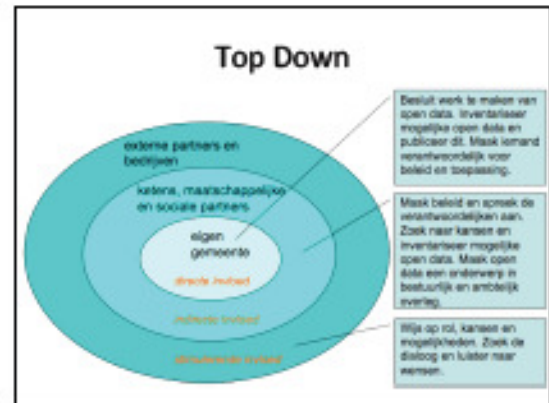 Top Down
externe partners en
bedrijven
ketens, maatschappelijke
en sociale partners
eigen
gemeente
directe invloed
indirecte invloed
invloed
Besluit werk te maken van
open data. Inventariseer
mogelijke open data en
publiceer dit. Maak iemand
verantwoordelijk voor
beleid en toepassing.
Maak beleid en spreek de
verantwoordelijken aan.
Zoek naar kansen en
inventariseer mogelijke
open data. Maak open
data een onderwerp in
bestuurlijk en ambtelijk
overleg.
Wijs op rol, kansen en
mogelijkheden. Zoek de
dialoog en luister naar
wensen.